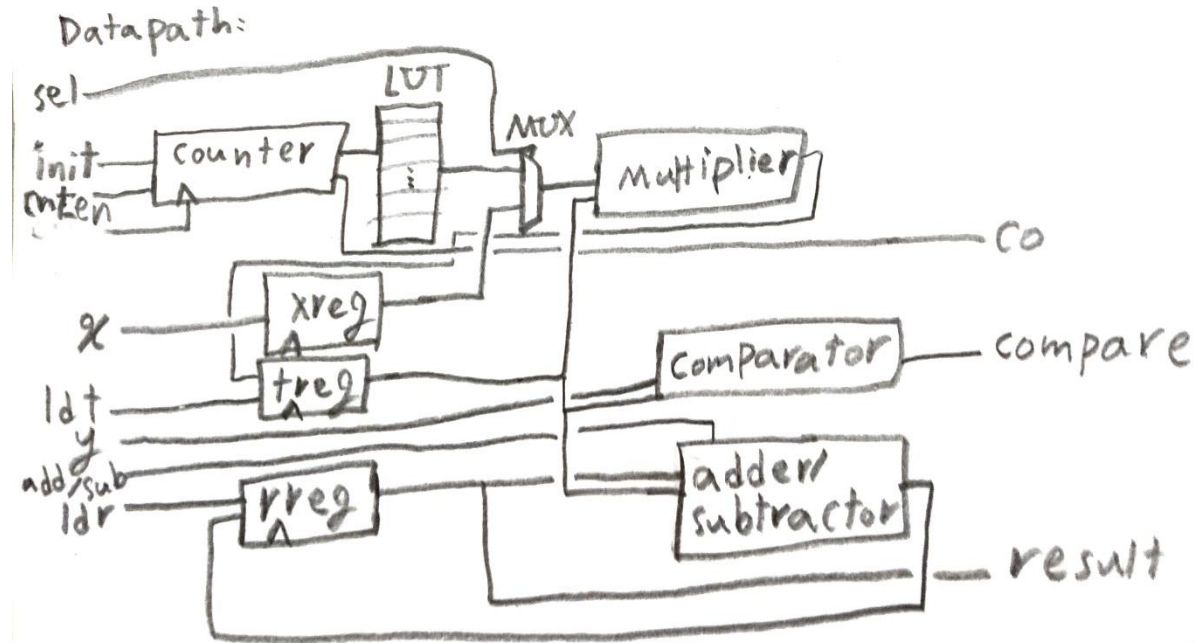 Datapath:
sel
LUT
MUX
init
counter
Multiplier
cnten
co
x
xreg
comparator
compare
ldt
treg
y
add/sub
adder/
subtractor
ldr
rreg
result